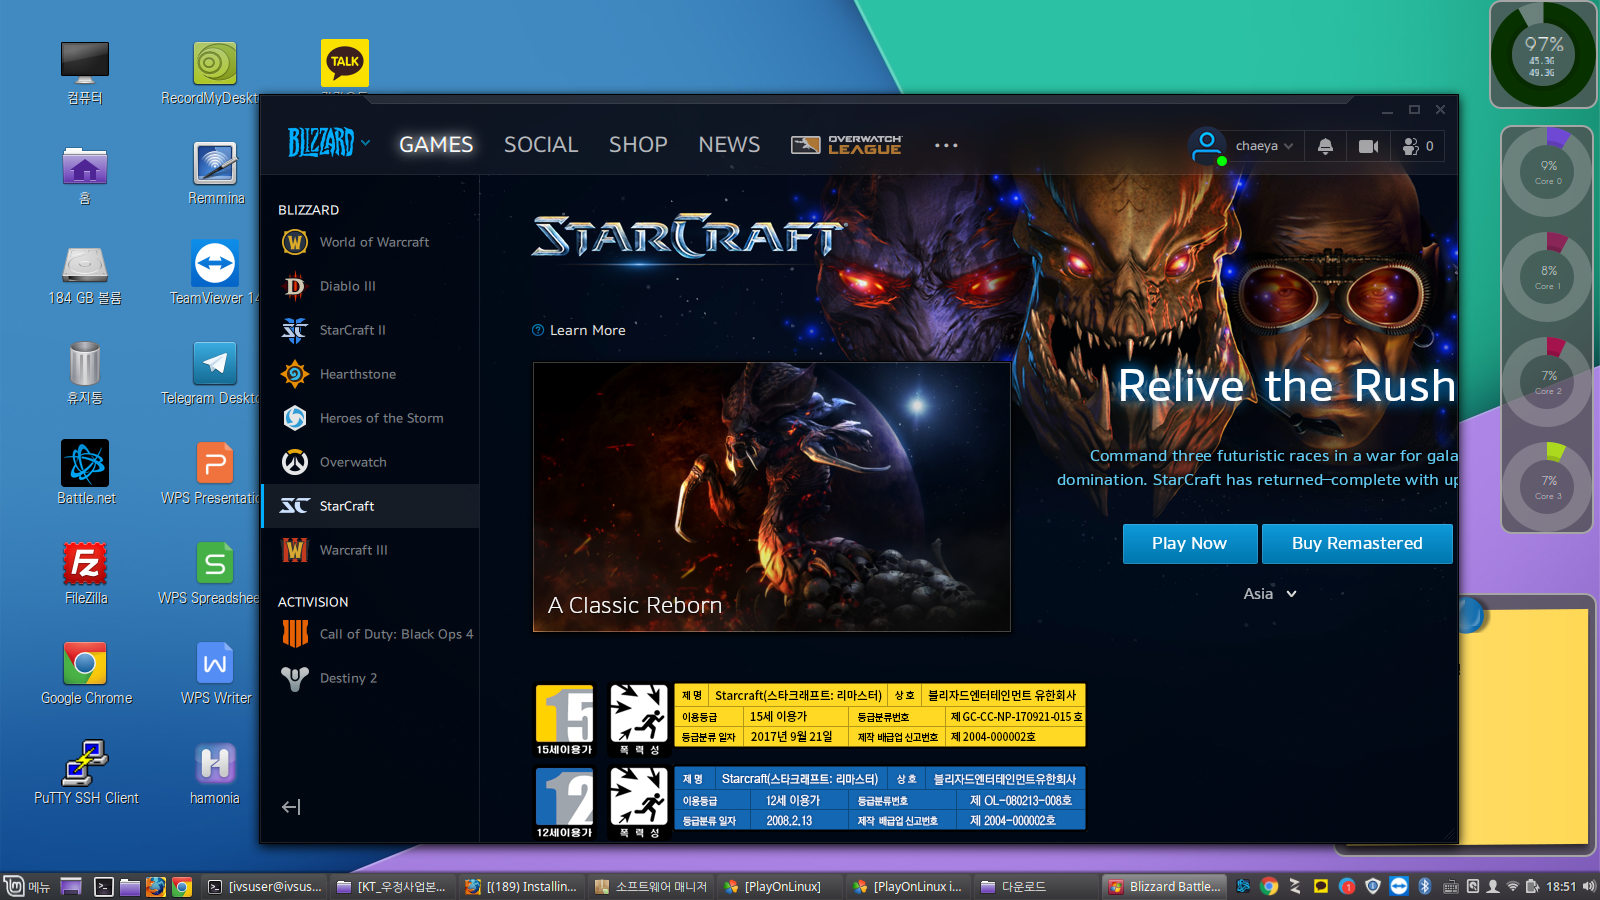 컴퓨터
RecordMyDeskt
TALK
홈
Remmina
184 GB 볼륨
TeamViewer 14
휴지통
Telegram Deskto
Battle.net
WPS Presentatio
FileZilla
WPS Spreadshee
Google Chrome
WPS Writer
PuTTY SSH Client
hamonia
BLIZZARD
GAMES
SOCIAL
SHOP
NEWS
OVERWATCH
LEAGUE
chaeya
0
BLIZZARD
World of Warcraft
Diablo III
StarCraft II
Hearthstone
Heroes of the Storm
Overwatch
StarCraft
Warcraft III
ACTIVISION
Call of Duty: Black Ops 4
Destiny 2
STARCRAFT
Learn More
A Classic Reborn
Relive the Rush
Command three futuristic races in a war for gala
domination. StarCraft has returned—complete with up
Play Now
Buy Remastered
Asia
15
15세이용가
폭력성
제 명 Starcraft(스타크래프트: 리마스터) 상 호 블리자드엔터테인먼트 유한회사
이용등급 15세 이용가 등급분류번호 제 GC-CC-NP-170921-015 호
등급분류 일자 2017년 9월 21일 제작 배급업 신고번호 제 2004-000002호
12
12세이용가
폭력성
제 명 Starcraft(스타크래프트: 리마스터) 상 호 블리자드엔터테인먼트유한회사
이용등급 12세 이용가 등급분류번호 제 OL-080213-008호
등급분류 일자 2008.2.13 제작 배급업 신고번호 제 2004-000002호
97%
45.3G
49.3G
9%
Core 0
8%
Core 1
7%
Core 2
7%
Core 3
메뉴
[ivsuser@ivsus...
[KT_우정사업본...
[(189) Installin...
소프트웨어 매니저
[PlayOnLinux]
[PlayOnLinux i...
다운로드
Blizzard Battle...
1
18:51